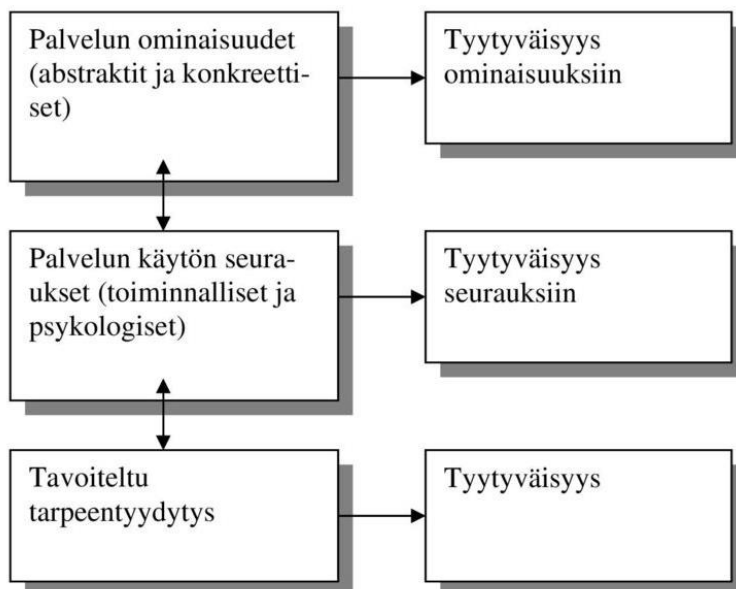 Palvelun ominaisuudet
(abstraktit ja konkreetti-
set)
Tyytyväisyys
ominaisuuksiin
Palvelun käytön seura-
ukset (toiminnalliset ja
psykologiset)
Tyytyväisyys
seurauksiin
Tavoiteltu
tarpeentyydytys
Tyytyväisyys